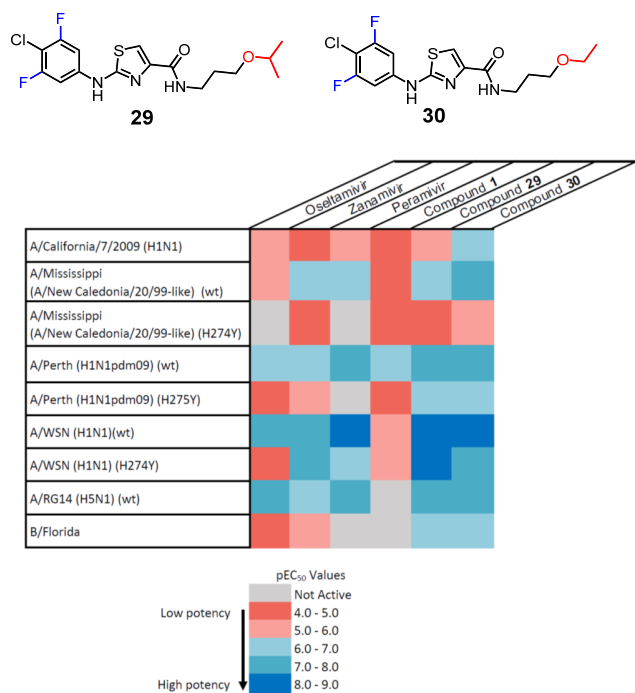 F
Cl
F
N
H
S
N
O
N
H
O
29
F
Cl
F
N
H
S
N
O
N
H
O
30
Oseltamivir
Zanamivir
Peramivir
Compound 1
Compound 29
Compound 30
A/California/7/2009 (H1N1)
A/Mississippi
(A/New Caledonia/20/99-like) (wt)
A/Mississippi
(A/New Caledonia/20/99-like) (H274Y)
A/Perth (H1N1pdm09) (wt)
A/Perth (H1N1pdm09) (H275Y)
A/WSN (H1N1)(wt)
A/WSN (H1N1) (H274Y)
A/RG14 (H5N1) (wt)
B/Florida
pEC₅₀ Values
Not Active
Low potency 4.0 - 5.0
5.0 - 6.0
6.0 - 7.0
7.0 - 8.0
High potency 8.0 - 9.0